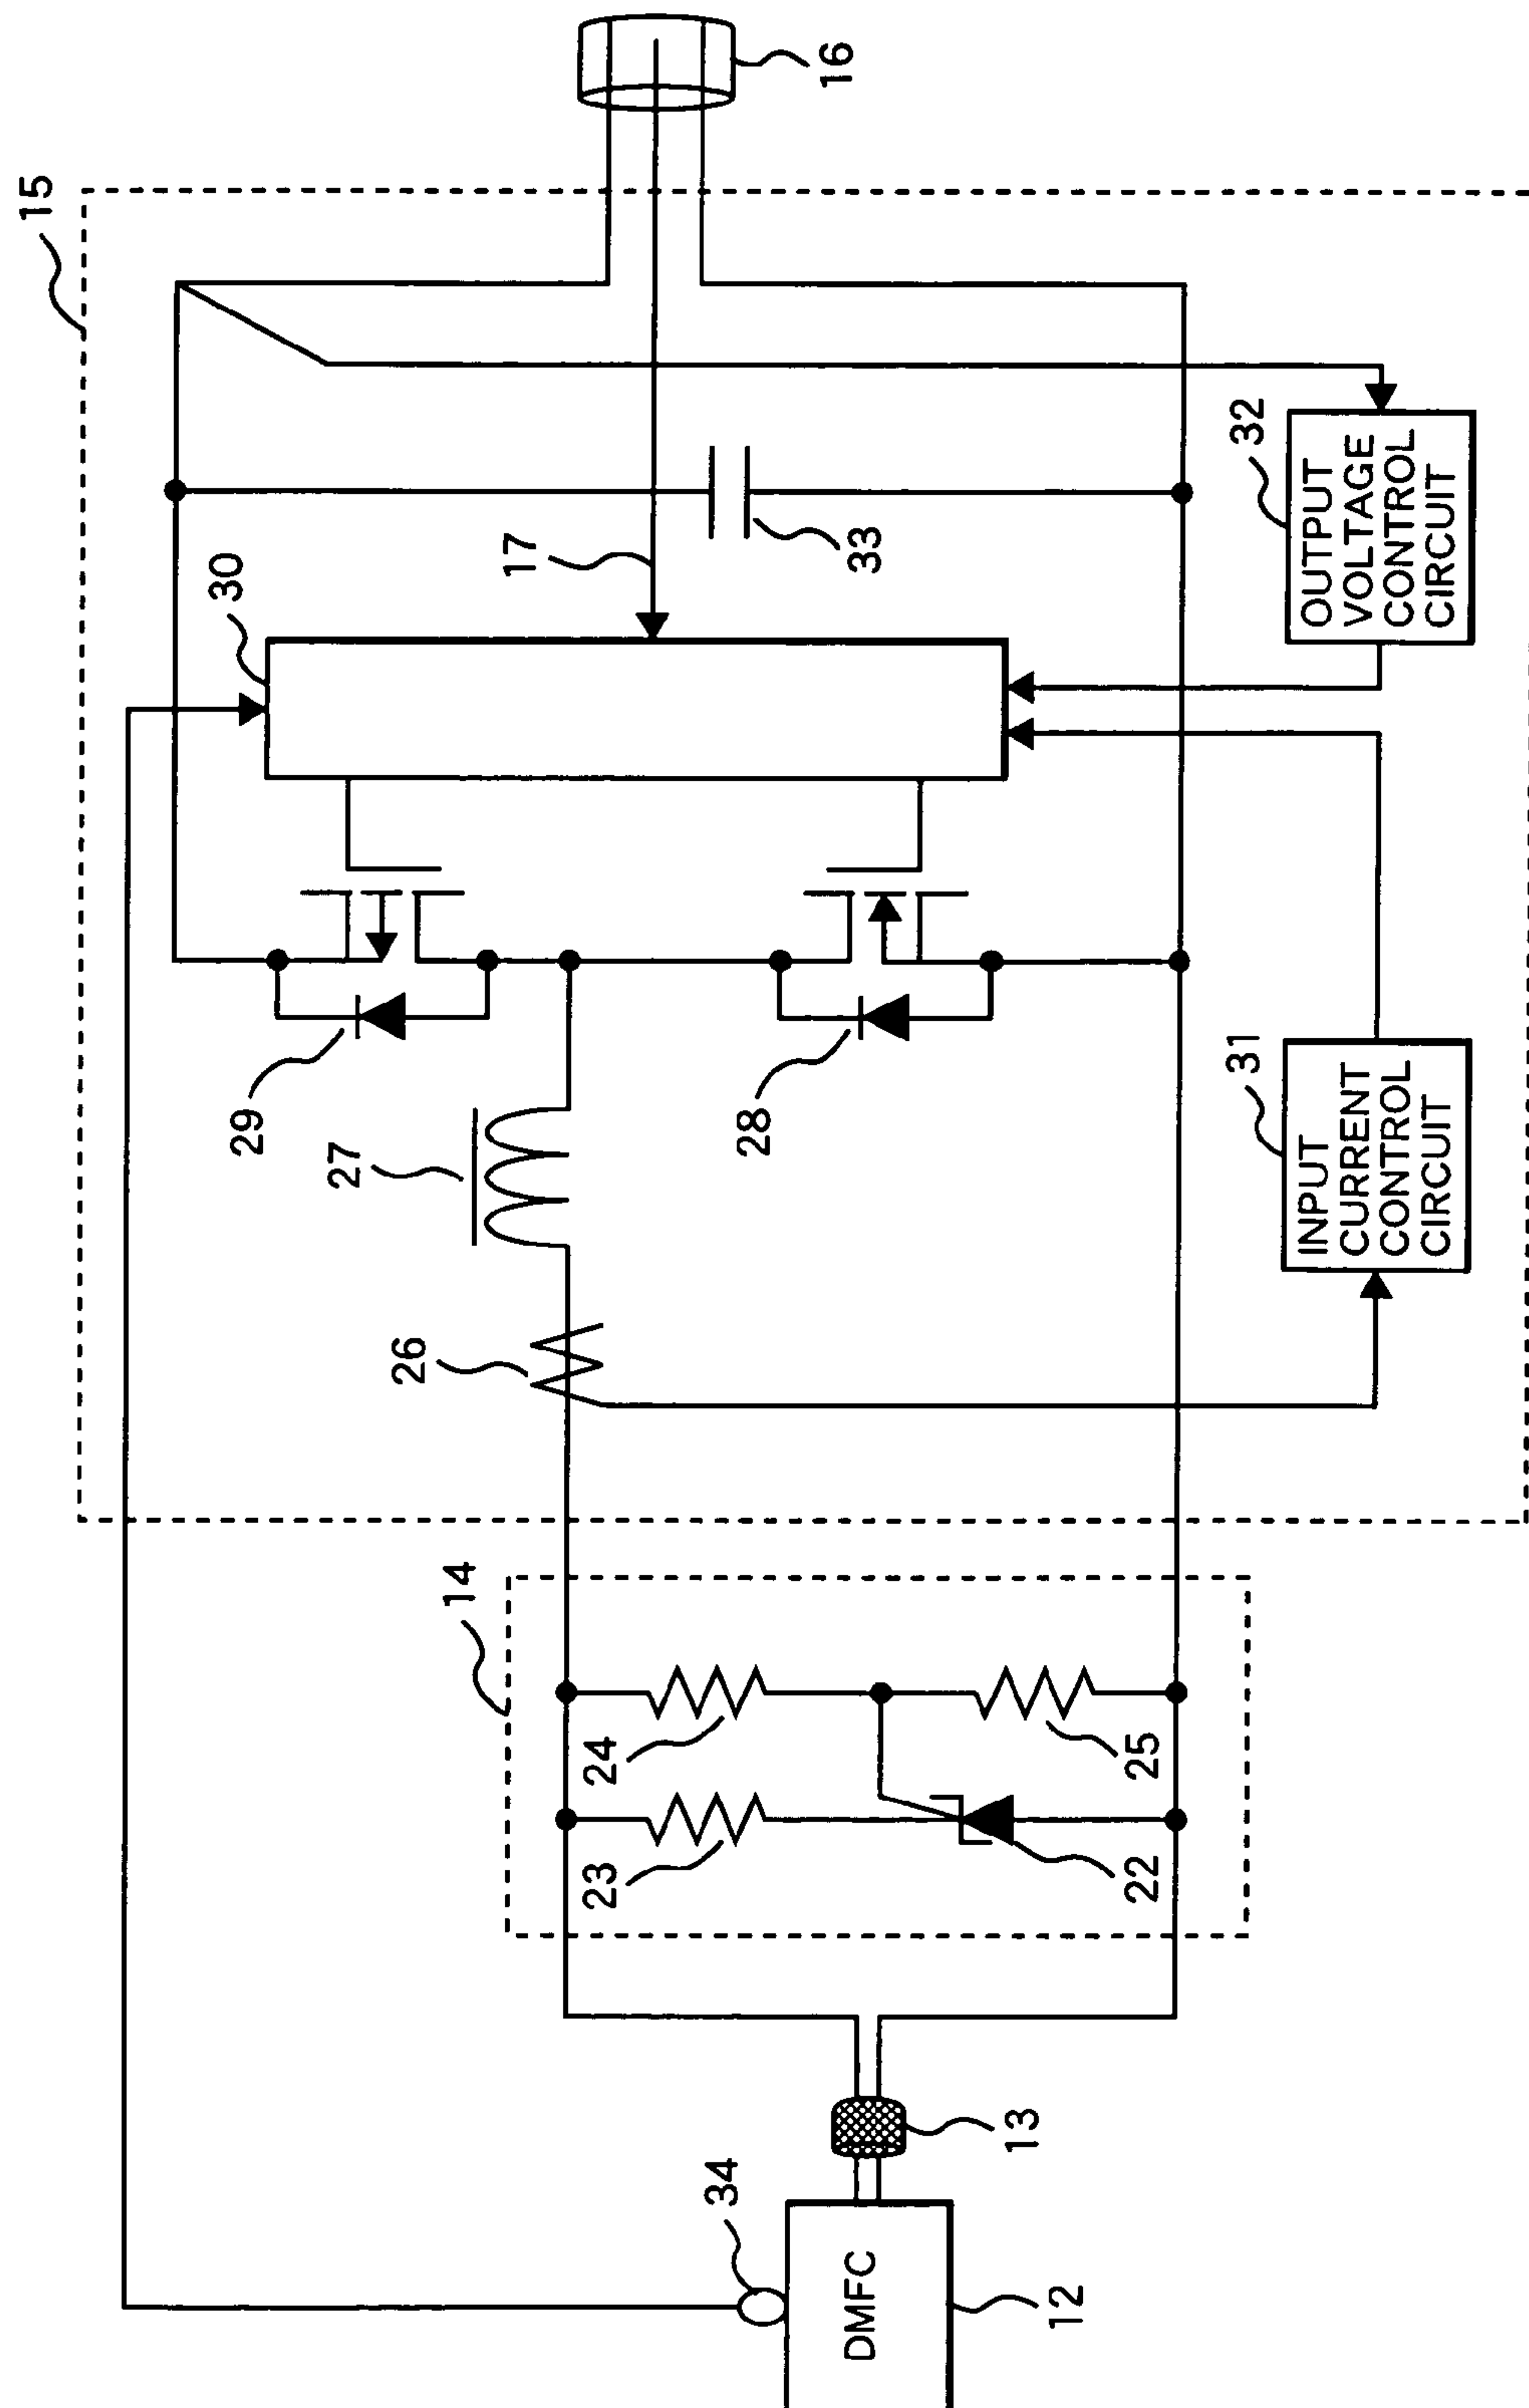 15
16
30
17
33
32
OUTPUT
VOLTAGE
CONTROL
CIRCUIT
29
28
27
26
31
INPUT
CURRENT
CONTROL
CIRCUIT
14
24
25
23
22
34
13
DMFC
12